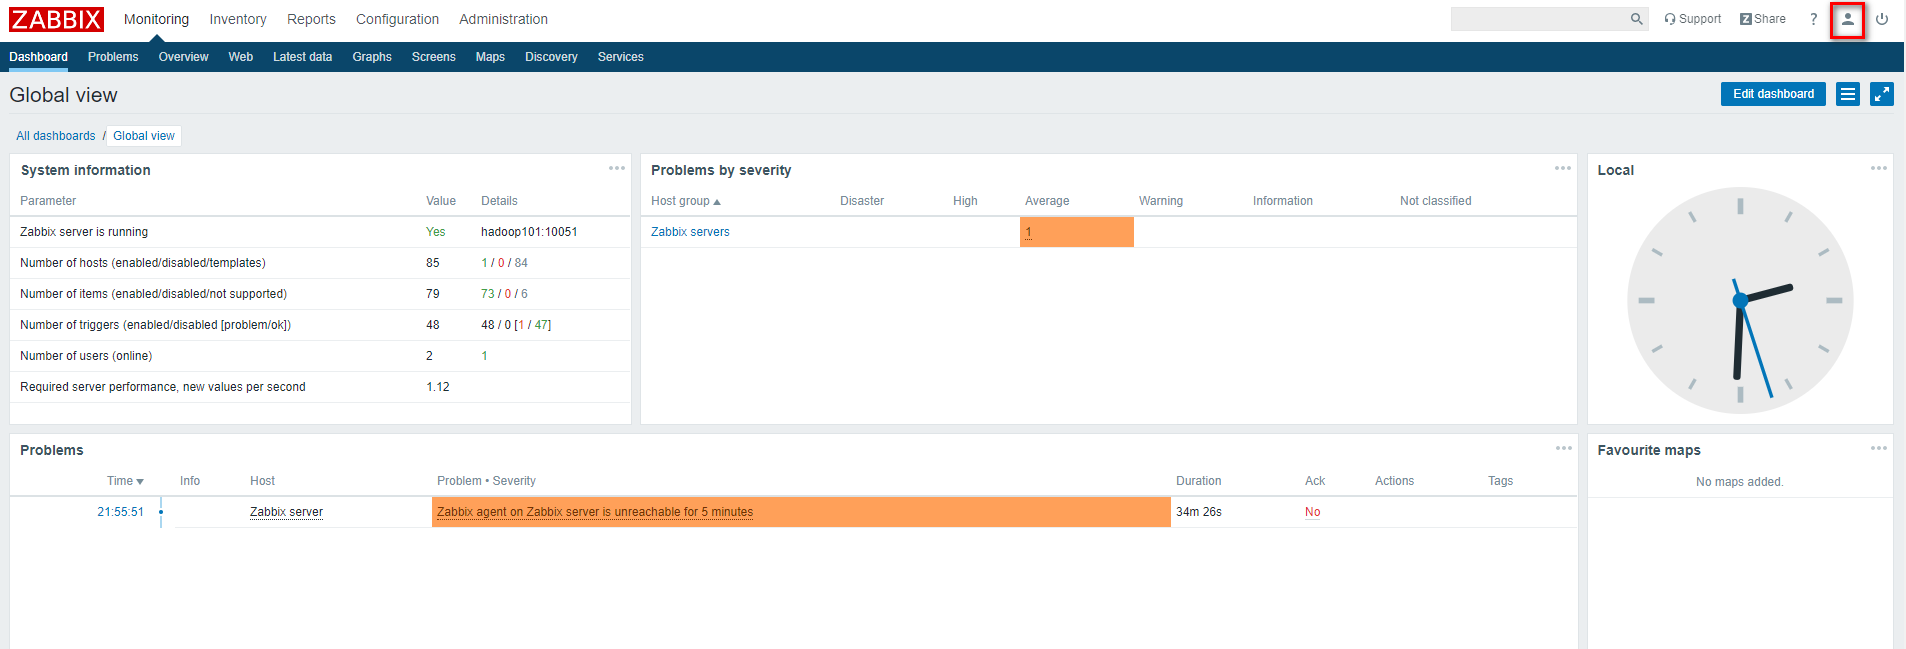 ZABBIX Monitoring Inventory Reports Configuration Administration Support Z Share ?
Dashboard Problems Overview Web Latest data Graphs Screens Maps Discovery Services
Global view Edit dashboard
All dashboards / Global view
System information
Parameter Value Details
Zabbix server is running Yes hadoop101:10051
Number of hosts (enabled/disabled/templates) 85 1 / 0 / 84
Number of items (enabled/disabled/not supported) 79 73 / 0 / 6
Number of triggers (enabled/disabled [problem/ok]) 48 48 / 0 [1 / 47]
Number of users (online) 2 1
Required server performance, new values per second 1.12
Problems by severity
Host group Disaster High Average Warning Information Not classified
Zabbix servers 1
Local
Problems
Time Info Host Problem • Severity Duration Ack Actions Tags
21:55:51 Zabbix server Zabbix agent on Zabbix server is unreachable for 5 minutes 34m 26s No
Favourite maps
No maps added.